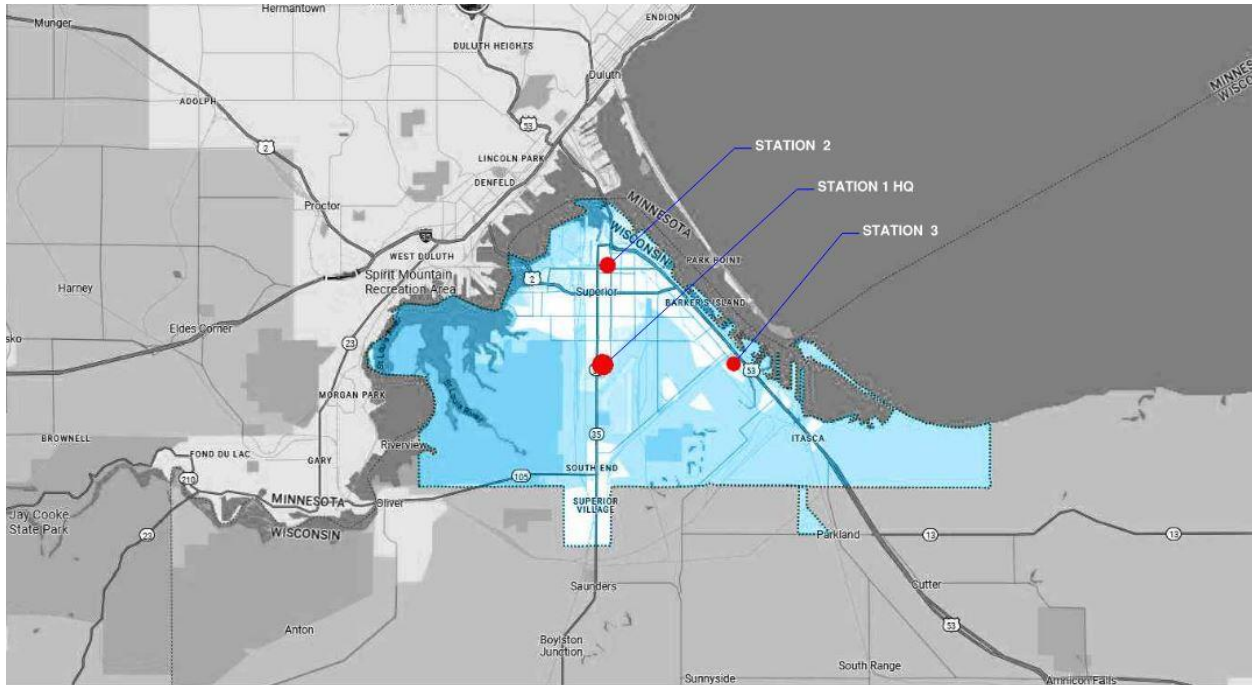 Hermantown
Munger
ENDION
DULUTH HEIGHTS
Duluth
MINNES
WISCO
ADOLPH
53
2
STATION 2
LINCOLN PARK
DENFELD
STATION 1 HQ
Proctor
MINNESOTA
WISCONSIN
STATION 3
WEST DULUTH
PARK POINT
Spirit Mountain
Recreation Area
2
Superior
Harney
BARKER'S ISLAND
Eldes Corner
sko
23
53
MORGAN PARK
35
ITASCA
BROWNELL
Riverview
FOND DU LAC
GARY
SOUTH END
105
210
MINNESOTA
Oliver
SUPERIOR
VILLAGE
Jay Cooke
State Park
WISCONSIN
23
Parkland
13
13
Saunders
Cutter
53
Anton
Boylston
Junction
South Range
Sunnyside
Amnicon Falls